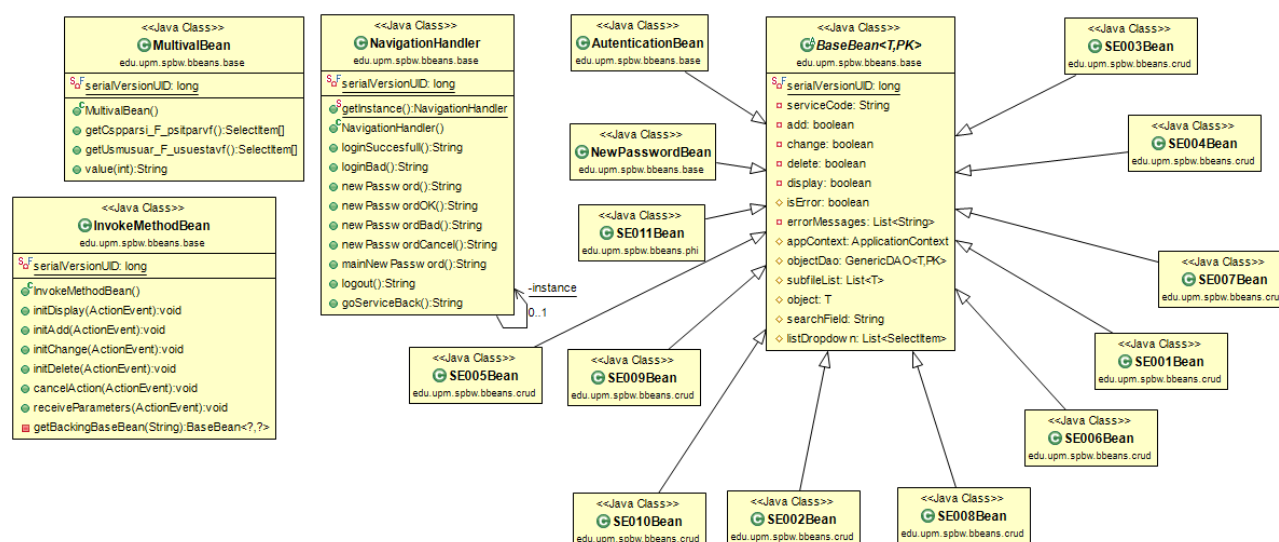 <<Java Class>>
MultivalBean
edu.upm.spbw.bbeans.base
serialVersionUID: long
MultivalBean()
getCspparsi_F_psitparvf():SelectItem[]
getUsmusuar_F_usuestavf():SelectItem[]
value(int):String
<<Java Class>>
InvokeMethodBean
edu.upm.spbw.bbeans.base
serialVersionUID: long
InvokeMethodBean()
initDisplay(ActionEvent):void
initAdd(ActionEvent):void
initChange(ActionEvent):void
initDelete(ActionEvent):void
cancelAction(ActionEvent):void
receiveParameters(ActionEvent):void
getBackingBaseBean(String):BaseBean<?,?>
<<Java Class>>
NavigationHandler
edu.upm.spbw.bbeans.base
serialVersionUID: long
getInstance():NavigationHandler
NavigationHandler()
loginSuccesfull():String
loginBad():String
newPassword():String
newPasswordOK():String
newPasswordBad():String
newPasswordCancel():String
mainNewPassword():String
logout():String
goServiceBack():String
-instance
0..1
<<Java Class>>
AutenticationBean
edu.upm.spbw.bbeans.base
<<Java Class>>
NewPasswordBean
edu.upm.spbw.bbeans.base
<<Java Class>>
SE011Bean
edu.upm.spbw.bbeans.phi
<<Java Class>>
SE005Bean
edu.upm.spbw.bbeans.crud
<<Java Class>>
SE009Bean
edu.upm.spbw.bbeans.crud
<<Java Class>>
BaseBean<T,PK>
edu.upm.spbw.bbeans.base
serialVersionUID: long
serviceCode: String
add: boolean
change: boolean
delete: boolean
display: boolean
isError: boolean
errorMessages: List<String>
appContext: ApplicationContext
objectDao: GenericDAO<T,PK>
subfileList: List<T>
object: T
searchField: String
listDropdown: List<SelectItem>
<<Java Class>>
SE003Bean
edu.upm.spbw.bbeans.crud
<<Java Class>>
SE004Bean
edu.upm.spbw.bbeans.crud
<<Java Class>>
SE007Bean
edu.upm.spbw.bbeans.crud
<<Java Class>>
SE001Bean
edu.upm.spbw.bbeans.crud
<<Java Class>>
SE006Bean
edu.upm.spbw.bbeans.crud
<<Java Class>>
SE010Bean
edu.upm.spbw.bbeans.crud
<<Java Class>>
SE002Bean
edu.upm.spbw.bbeans.crud
<<Java Class>>
SE008Bean
edu.upm.spbw.bbeans.crud